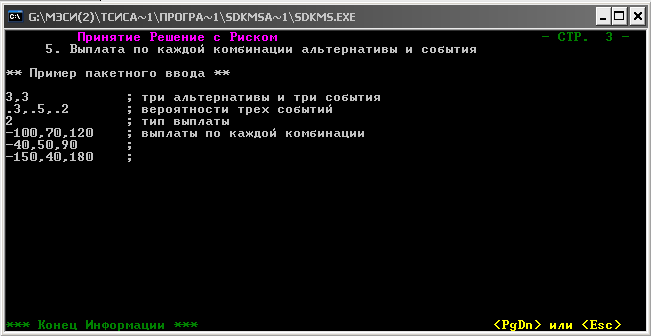 G:\МЭСИ(2)\ТСИСА~1\ПРОГРА~1\SDKMSA~1\SDKMS.EXE
Принятие Решение с Риском - СТР. 3 -
5. Выплата по каждой комбинации альтернативы и события
** Пример пакетного ввода **
3,3 ; три альтернативы и три события
.3,.5,.2 ; вероятности трех событий
2 ; тип выплаты
-100,70,120 ; выплаты по каждой комбинации
-40,50,90 ;
-150,40,180 ;
*** Конец Информации *** <PgDn> или <Esc>